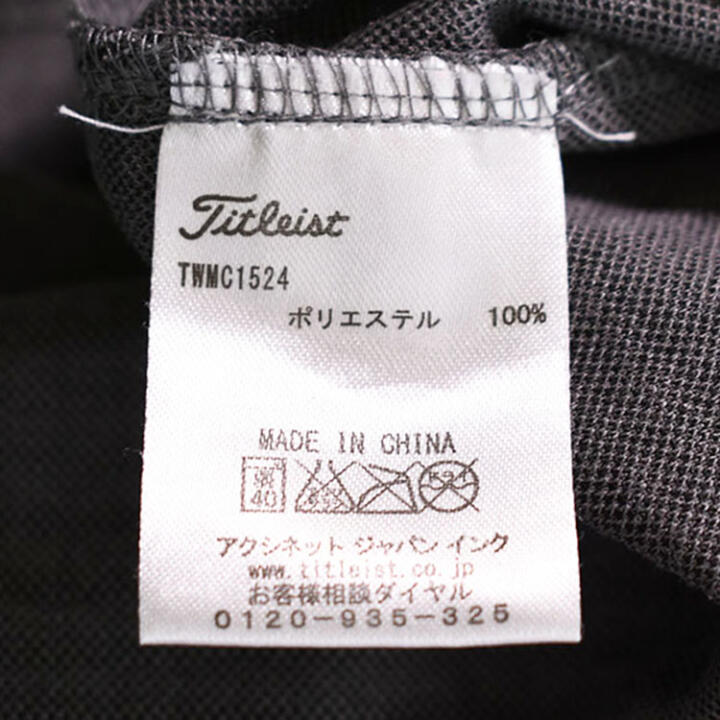 Titleist
TWMC1524
ポリエステル 100%
MADE IN CHINA
40
アクシネット ジャパン インク
www.titleist.co.jp
お客様相談ダイヤル
0120-935-325